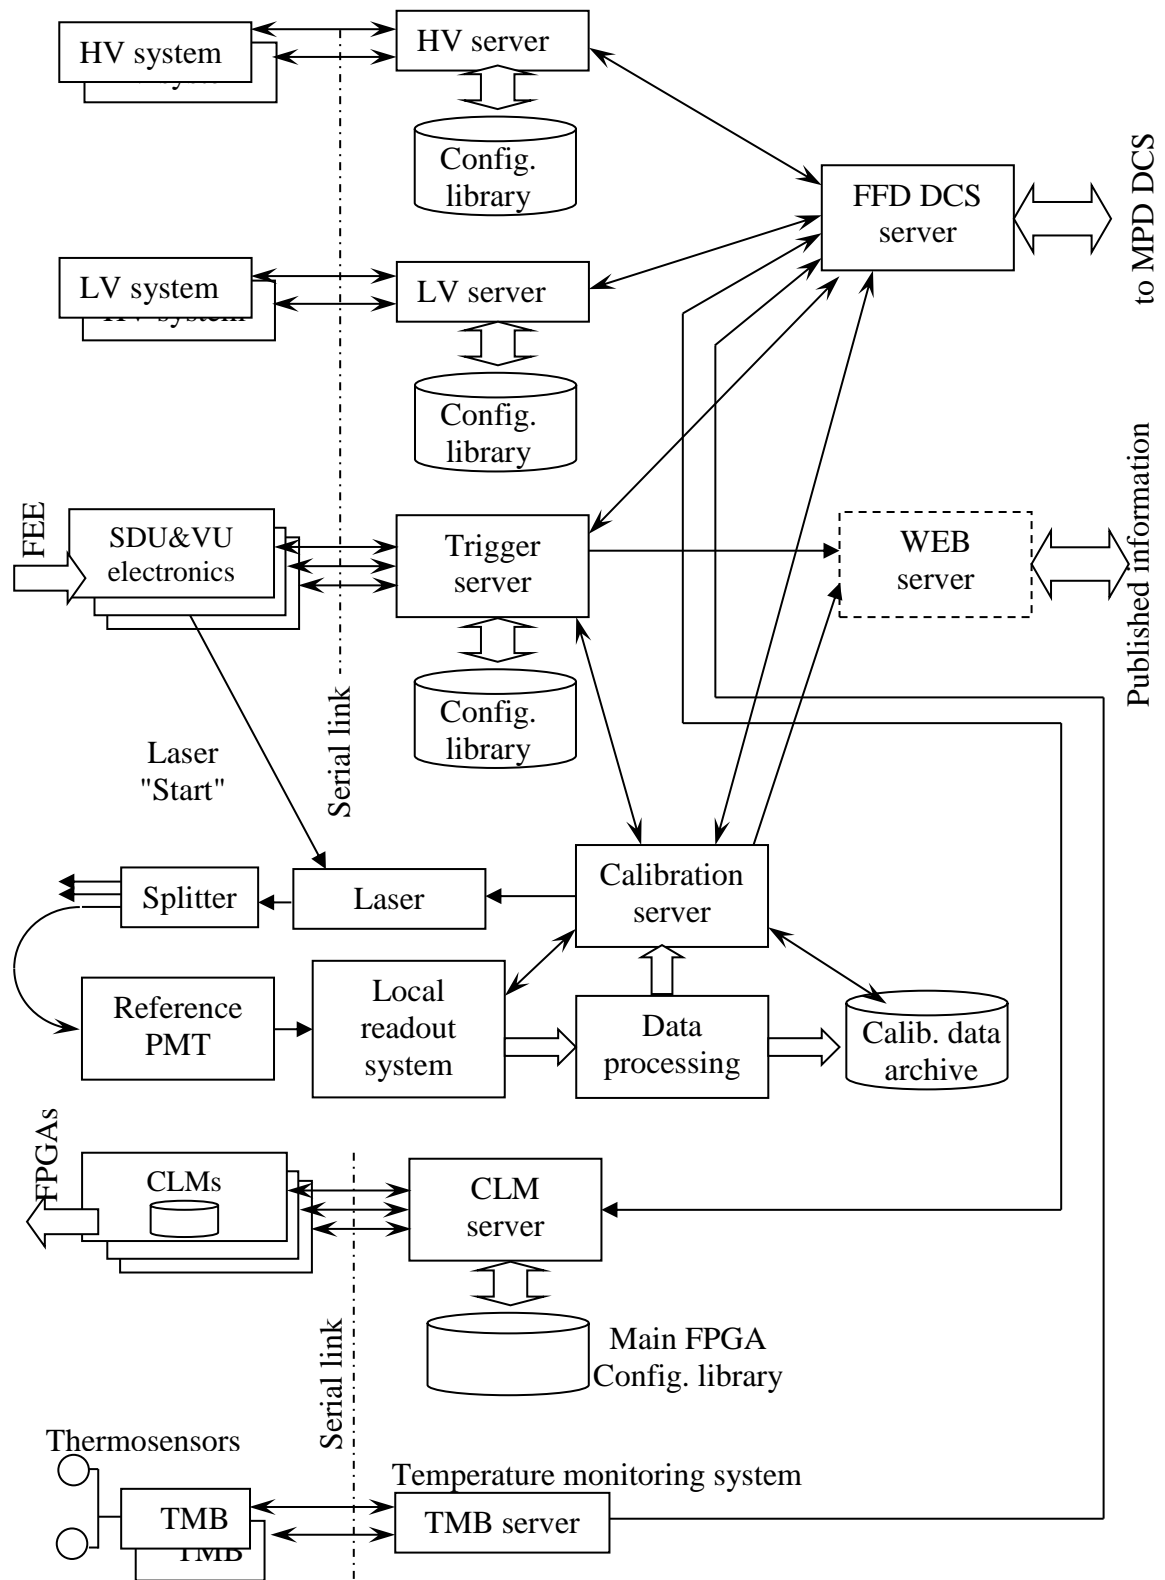 HV system
HV server
Config.
library
FFD DCS
server
to MPD DCS
LV system
LV server
Config.
library
FEE
SDU&VU
electronics
Trigger
server
WEB
server
Published information
Config.
library
Serial link
Laser
"Start"
Splitter
Laser
Calibration
server
Reference
PMT
Local
readout
system
Data
processing
Calib. data
archive
FPGAs
CLMs
CLM
server
Main FPGA
Config. library
Serial link
Thermosensors
Temperature monitoring system
TMB
TMB server
TMB